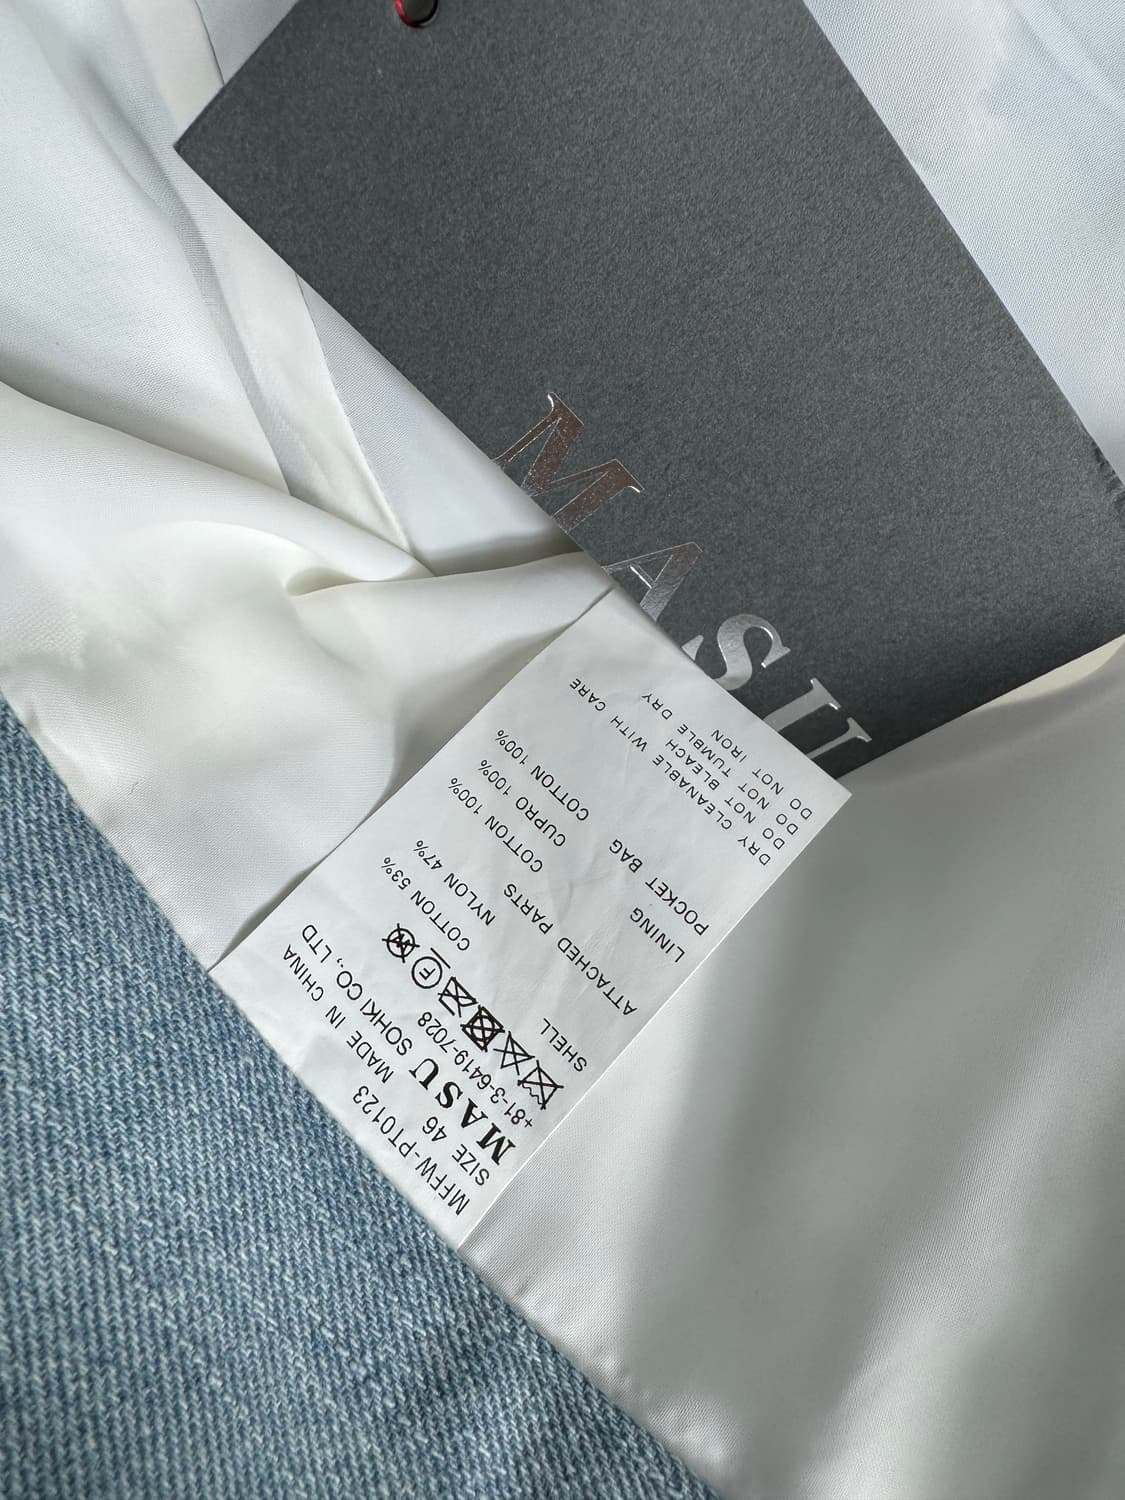 MASU
MFFW-PT0123
SIZE 46 MADE IN CHINA
MASU SOHKI CO., LTD
+81-3-6419-7028
F W
SHELL COTTON 53%
NYLON 47%
ATTACHED PARTS COTTON 100%
LINING CUPRO 100%
POCKET BAG COTTON 100%
DRY CLEANABLE WITH CARE
DO NOT BLEACH
DO NOT TUMBLE DRY
DO NOT IRON